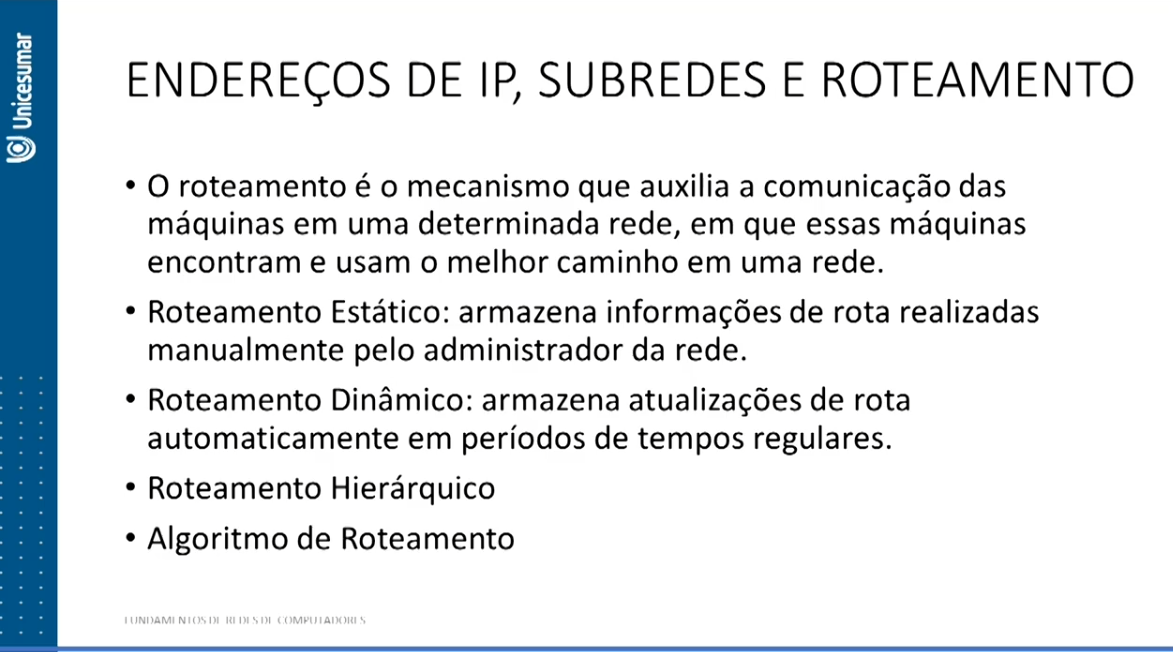 Unicesumar
ENDEREÇOS DE IP, SUBREDES E ROTEAMENTO
• O roteamento é o mecanismo que auxilia a comunicação das
máquinas em uma determinada rede, em que essas máquinas
encontram e usam o melhor caminho em uma rede.
• Roteamento Estático: armazena informações de rota realizadas
manualmente pelo administrador da rede.
• Roteamento Dinâmico: armazena atualizações de rota
automaticamente em períodos de tempos regulares.
• Roteamento Hierárquico
• Algoritmo de Roteamento
FUNDAMENTOS DE REDES DE COMPUTADORES